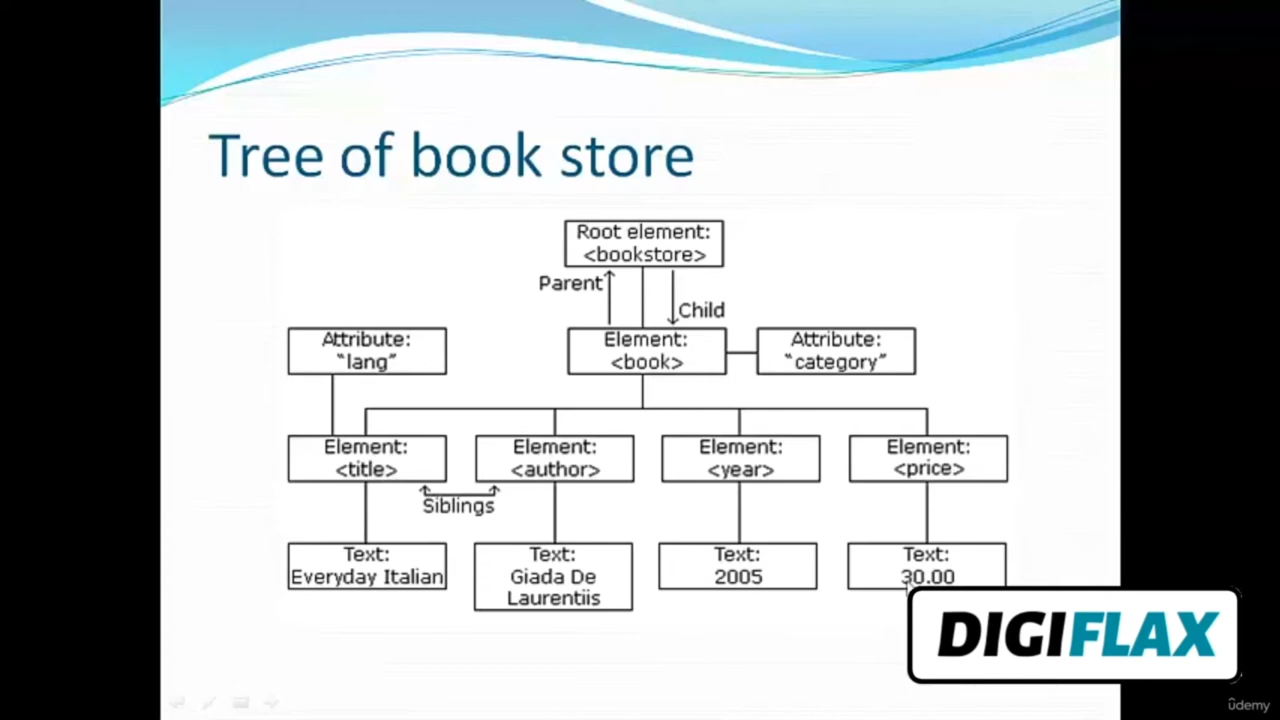 Tree of book store
Root element:
<bookstore>
Parent
Child
Attribute:
“lang”
Element:
<book>
Attribute:
“category”
Element:
<title>
Element:
<author>
Element:
<year>
Element:
<price>
Siblings
Text:
Everyday Italian
Text:
Giada De
Laurentiis
Text:
2005
Text:
30.00
DIGIFLAX
ûdemy